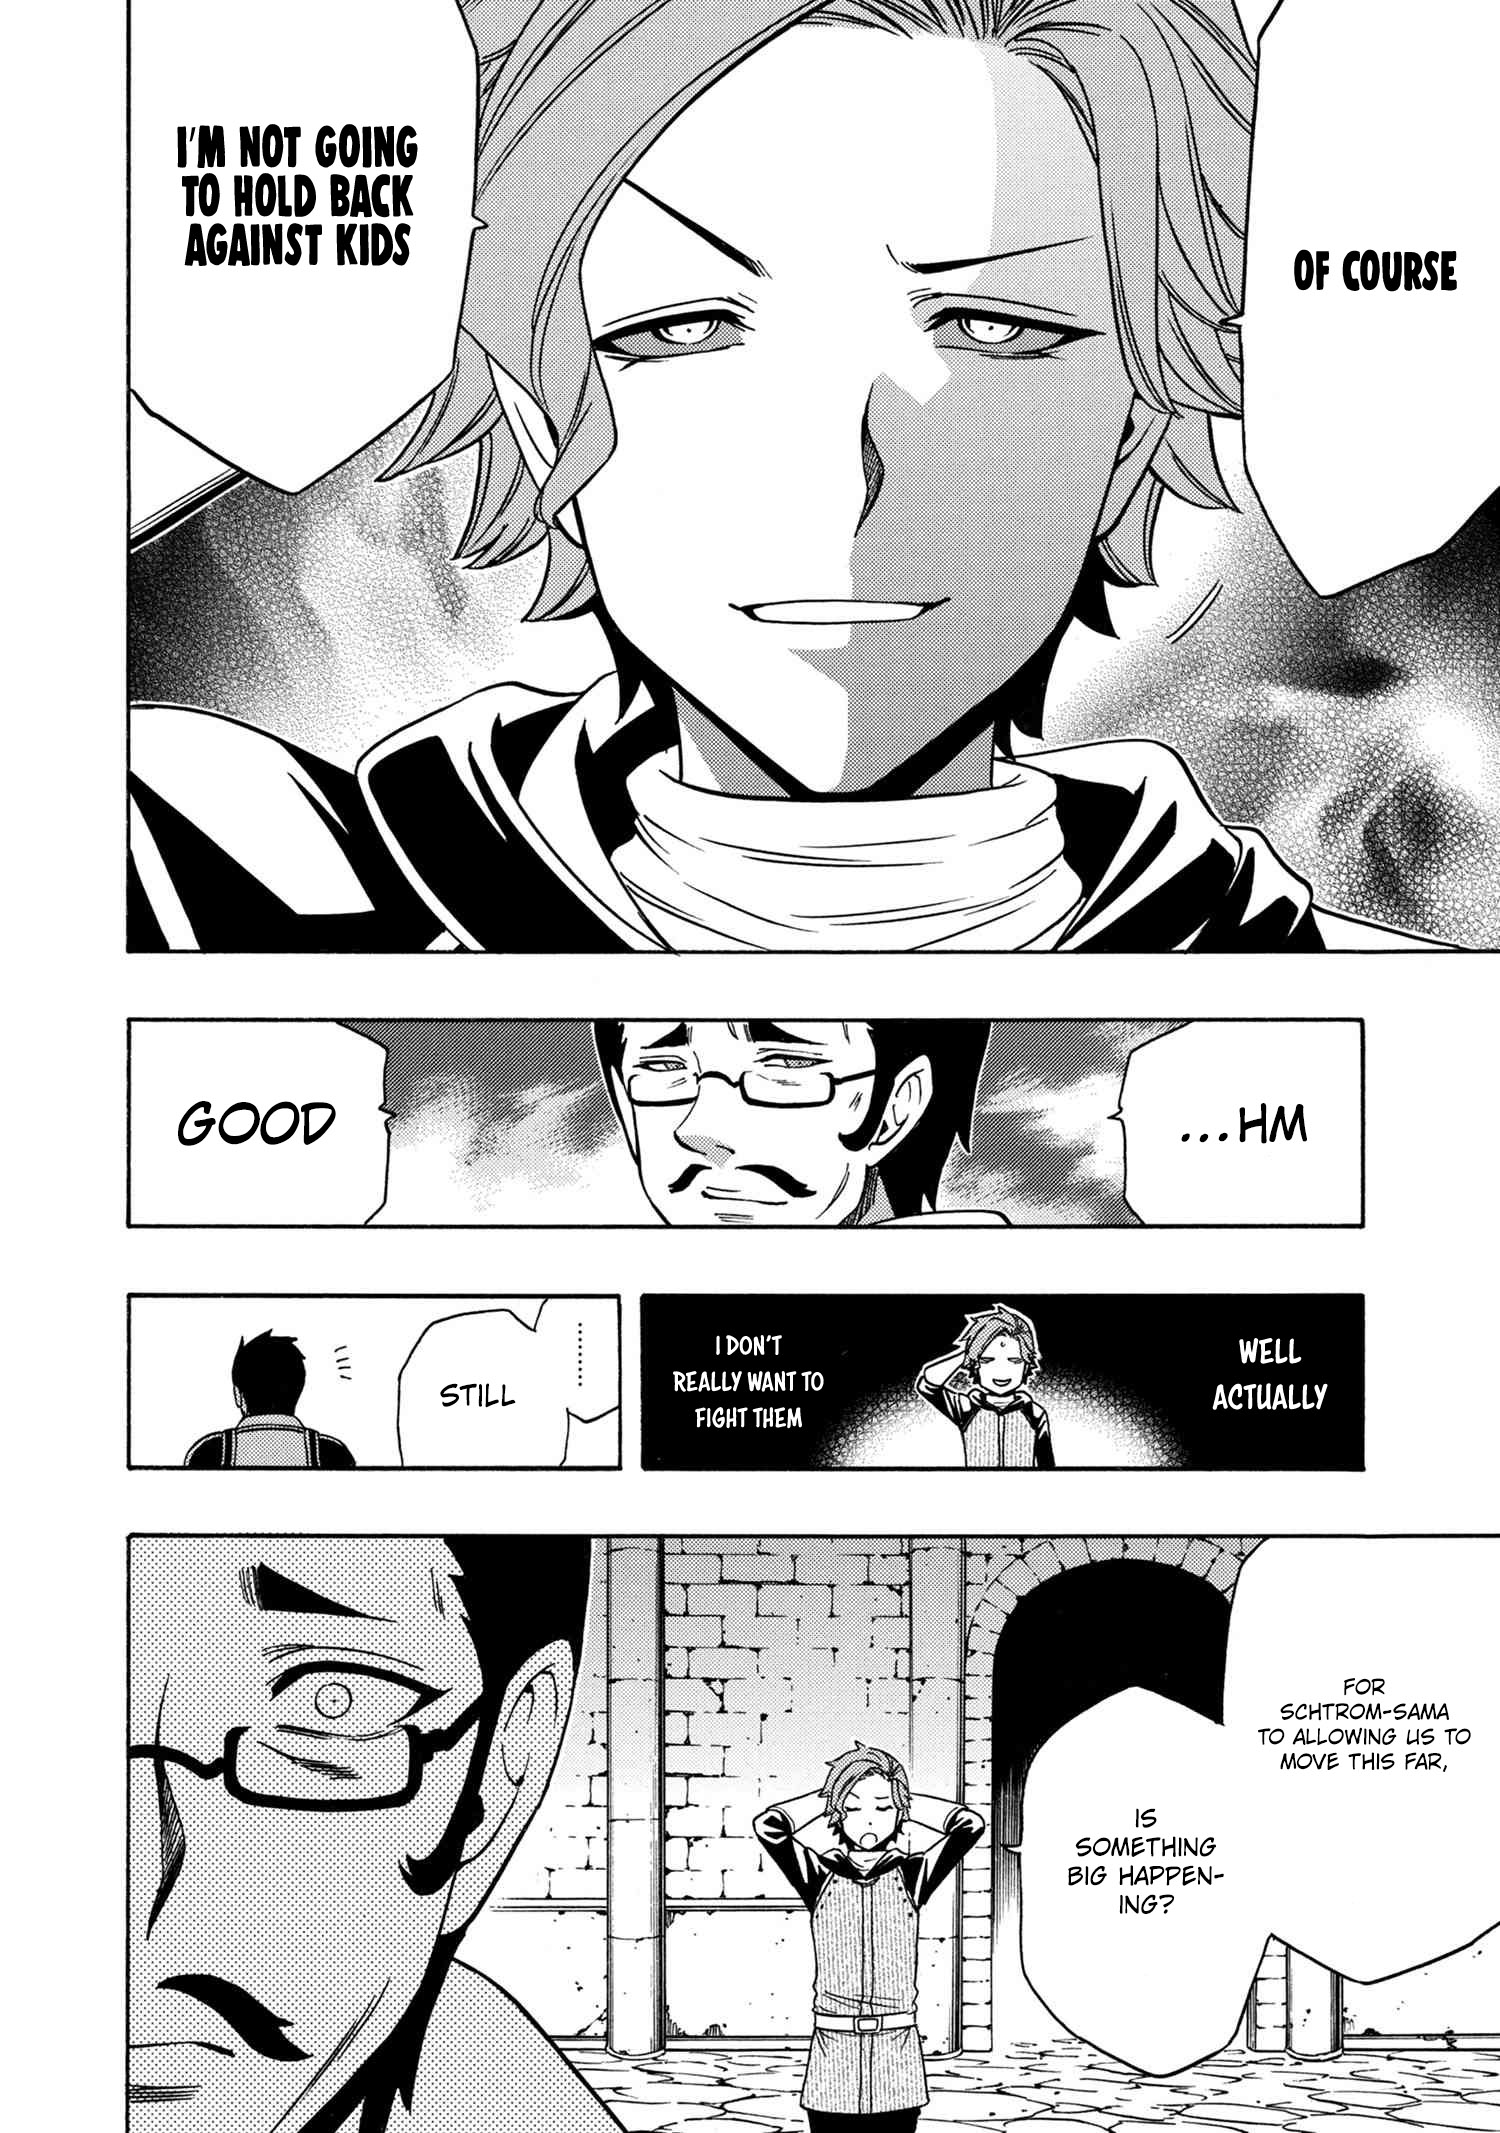 OF COURSE
I'M NOT GOING
TO HOLD BACK
AGAINST KIDS
...HM
GOOD
WELL
ACTUALLY
I DON'T
REALLY WANT TO
FIGHT THEM
......
STILL
FOR
SCHTROM-SAMA
TO ALLOWING US TO
MOVE THIS FAR,
IS
SOMETHING
BIG HAPPEN-
ING?